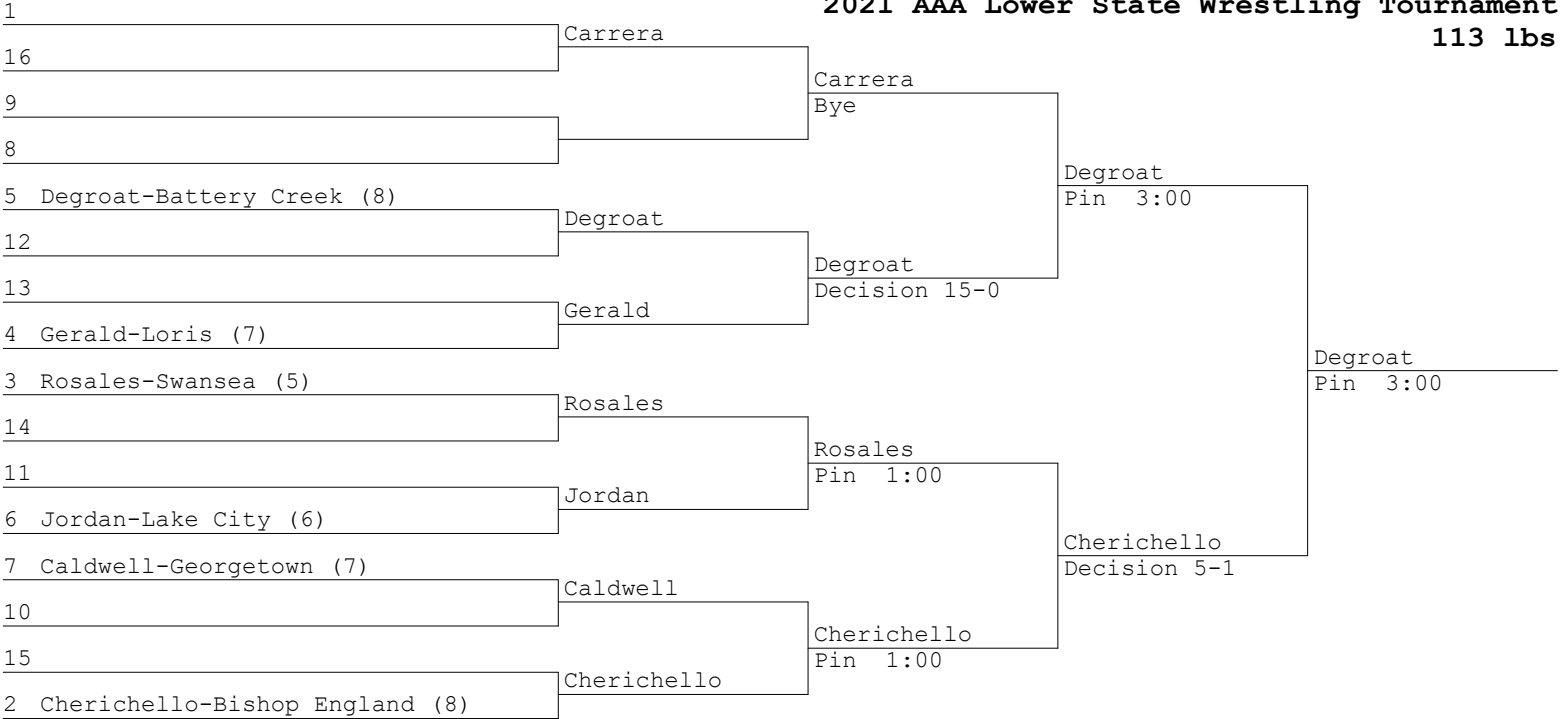 2021 AAA Lower State Wrestling Tournament
113 lbs
1
16
9
8
5 Degroat-Battery Creek (8)
12
13
4 Gerald-Loris (7)
3 Rosales-Swansea (5)
14
11
6 Jordan-Lake City (6)
7 Caldwell-Georgetown (7)
10
15
2 Cherichello-Bishop England (8)
Carrera
Degroat
Gerald
Rosales
Jordan
Caldwell
Cherichello
Carrera
Bye
Degroat
Decision 15-0
Rosales
Pin 1:00
Cherichello
Pin 1:00
Degroat
Pin 3:00
Cherichello
Decision 5-1
Degroat
Pin 3:00